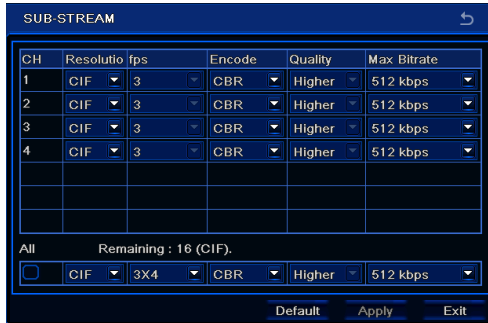 SUB-STREAM
CH Resolutio fps Encode Quality Max Bitrate
1 CIF 3 CBR Higher 512 kbps
2 CIF 3 CBR Higher 512 kbps
3 CIF 3 CBR Higher 512 kbps
4 CIF 3 CBR Higher 512 kbps
All Remaining : 16 (CIF).
CIF 3X4 CBR Higher 512 kbps
Default Apply Exit